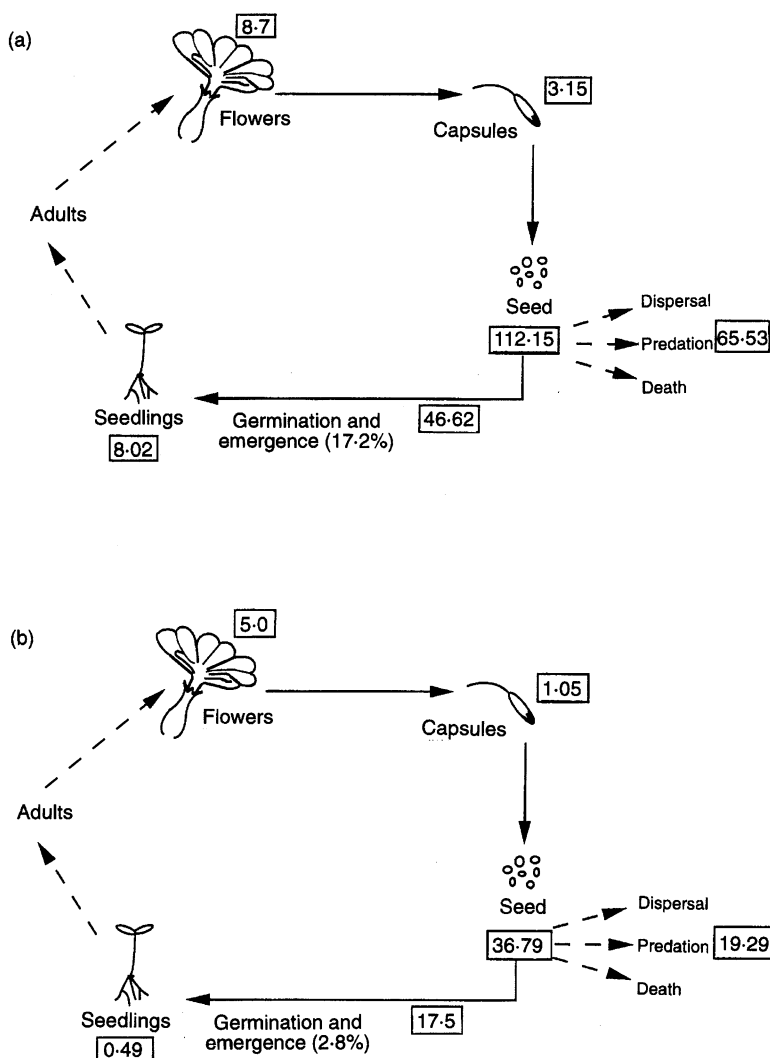 (a)
8·7
Flowers
3·15
Capsules
Adults
Seed
112·15
Dispersal
Predation
65·53
Death
Seedlings
8·02
Germination and
emergence (17·2%)
46·62
(b)
5·0
Flowers
1·05
Capsules
Adults
Seed
36·79
Dispersal
Predation
19·29
Death
Seedlings
0·49
Germination and
emergence (2·8%)
17·5